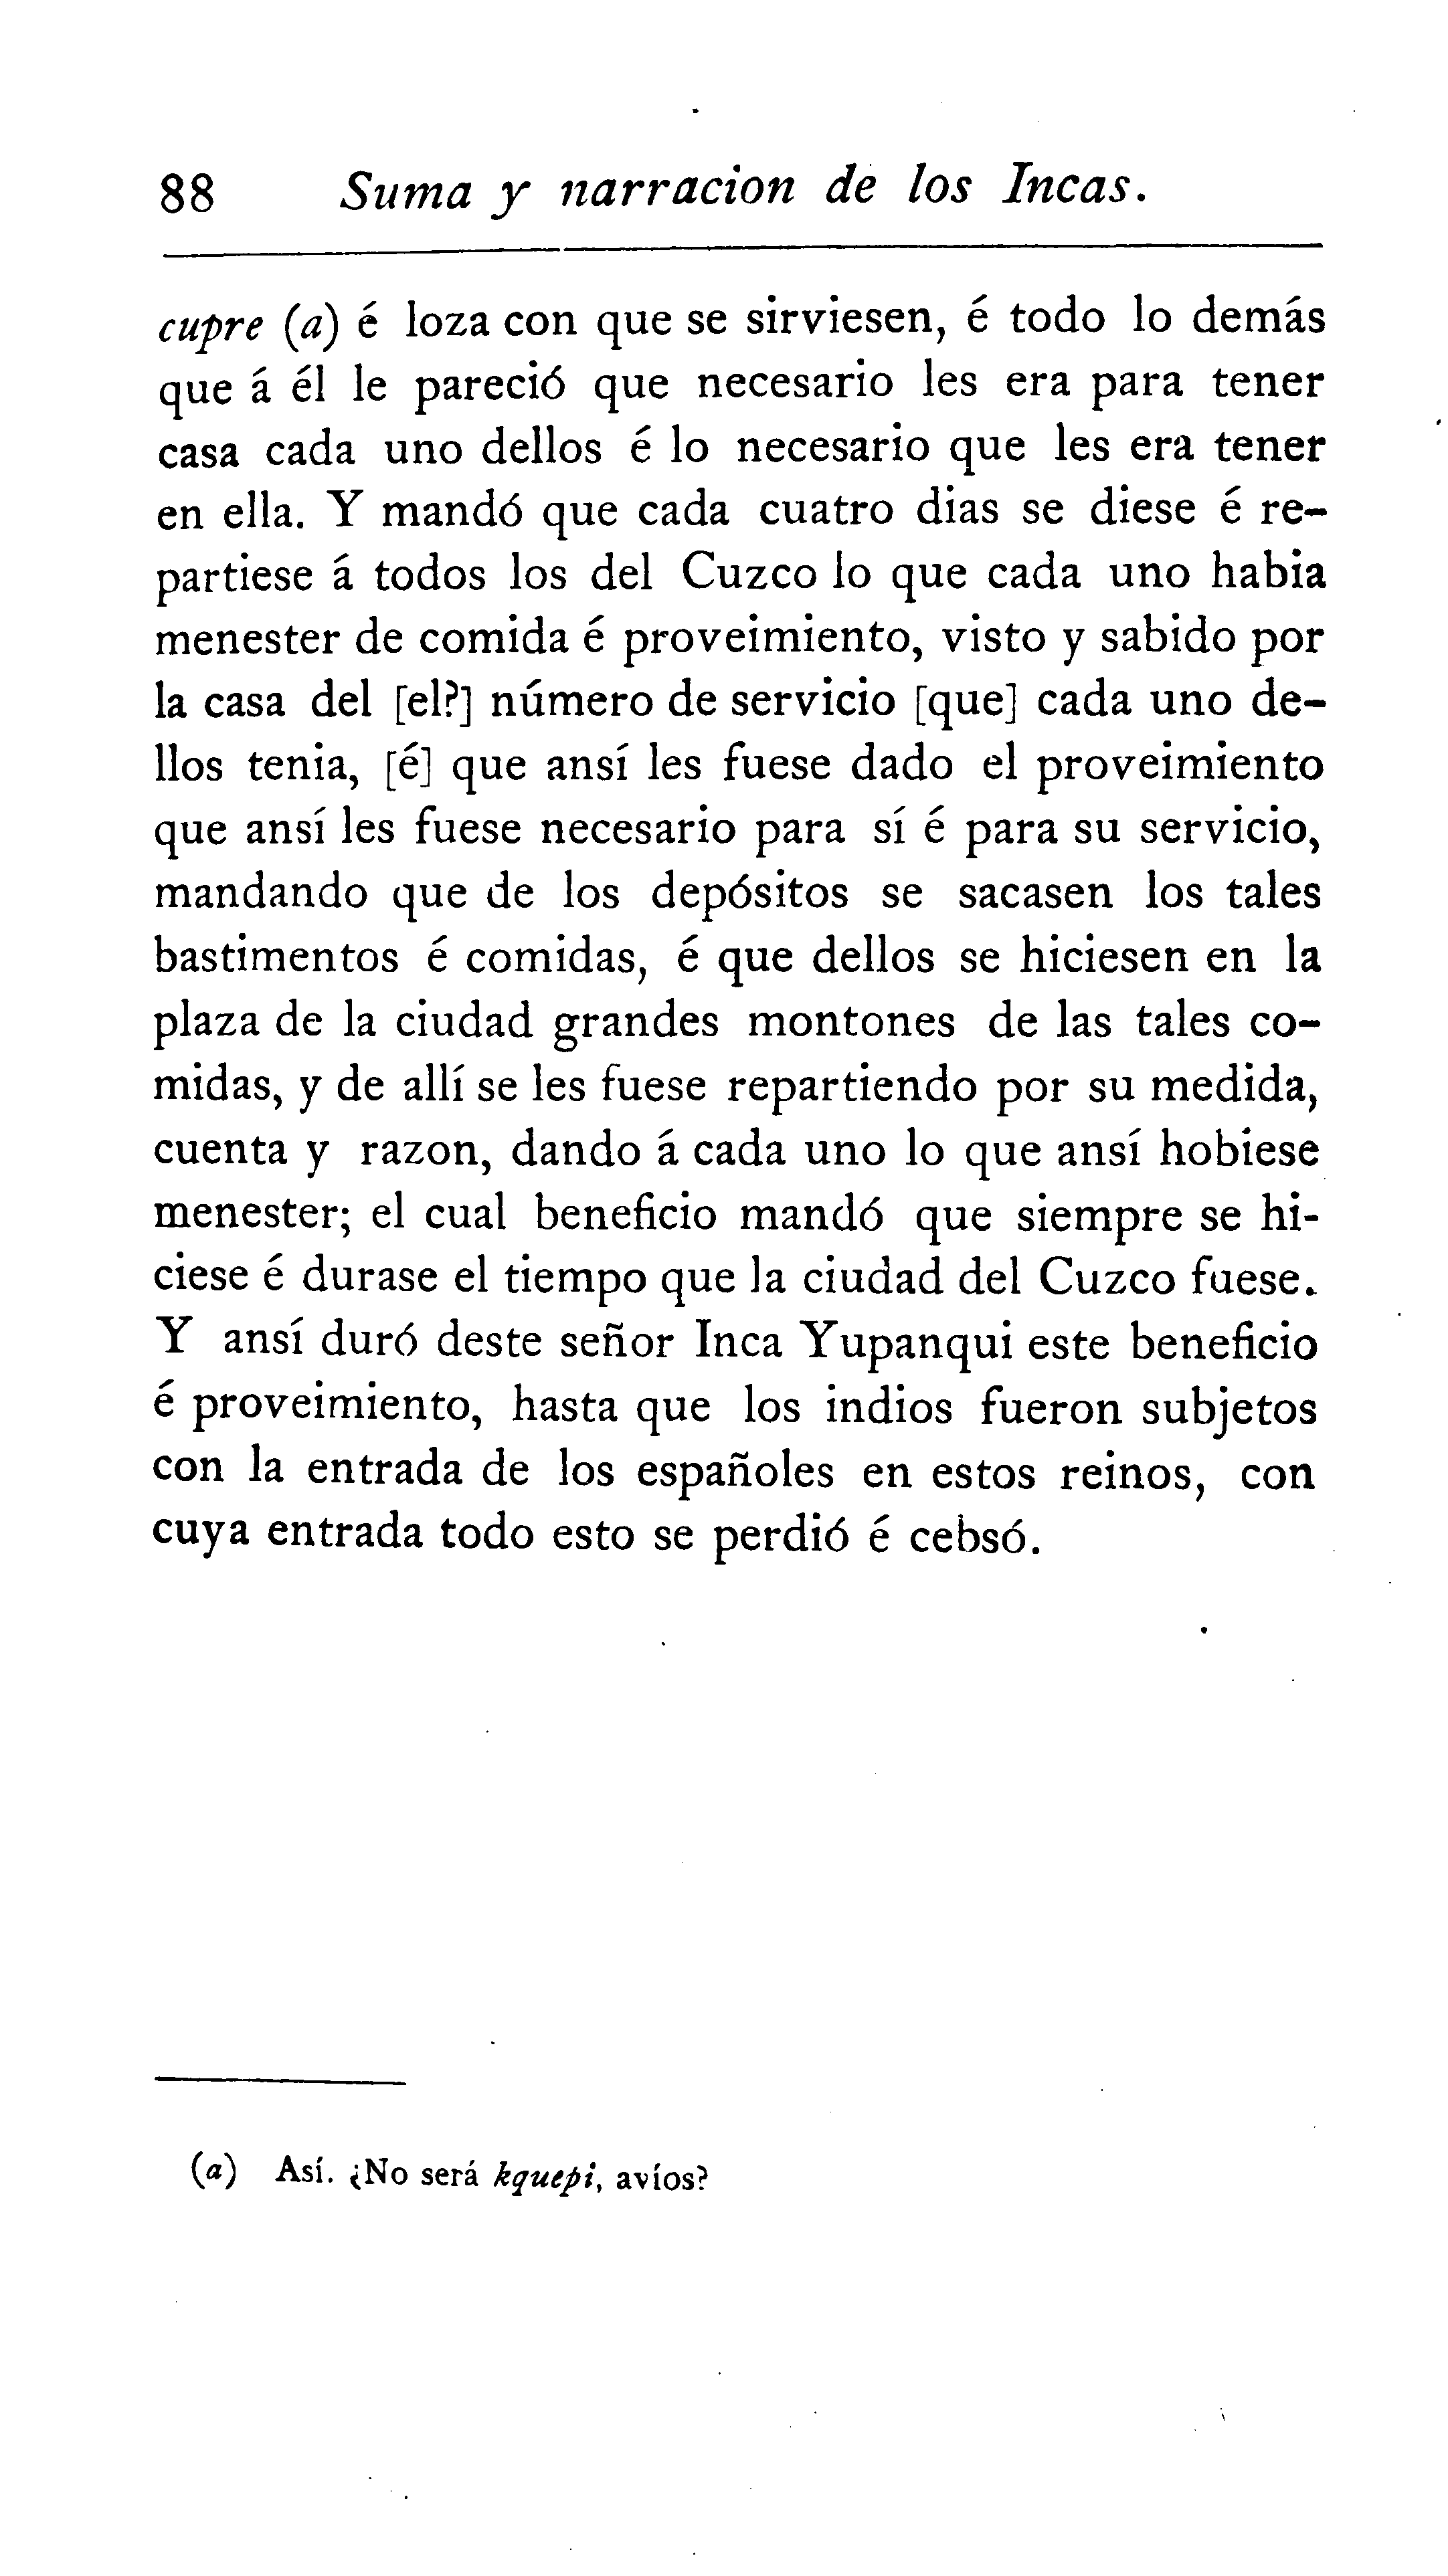 88 Suma y narracion de los Incas.
cupre (a) é loza con que se sirviesen, é todo lo demás
que á él le pareció que necesario les era para tener
casa cada uno dellos é lo necesario que les era tener
en ella. Y mandó que cada cuatro dias se diese é re-
partiese á todos los del Cuzco lo que cada uno habia
menester de comida é proveimiento, visto y sabido por
la casa del [el?] número de servicio [que] cada uno de-
llos tenia, [é] que ansí les fuese dado el proveimiento
que ansí les fuese necesario para sí é para su servicio,
mandando que de los depósitos se sacasen los tales
bastimentos é comidas, é que dellos se hiciesen en la
plaza de la ciudad grandes montones de las tales co-
midas, y de allí se les fuese repartiendo por su medida,
cuenta y razon, dando á cada uno lo que ansí hobiese
menester; el cual beneficio mandó que siempre se hi-
ciese é durase el tiempo que la ciudad del Cuzco fuese.
Y ansí duró deste señor Inca Yupanqui este beneficio
é proveimiento, hasta que los indios fueron subjetos
con la entrada de los españoles en estos reinos, con
cuya entrada todo esto se perdió é cebsó.
(a) Así. ¿No será kquepi, avíos?